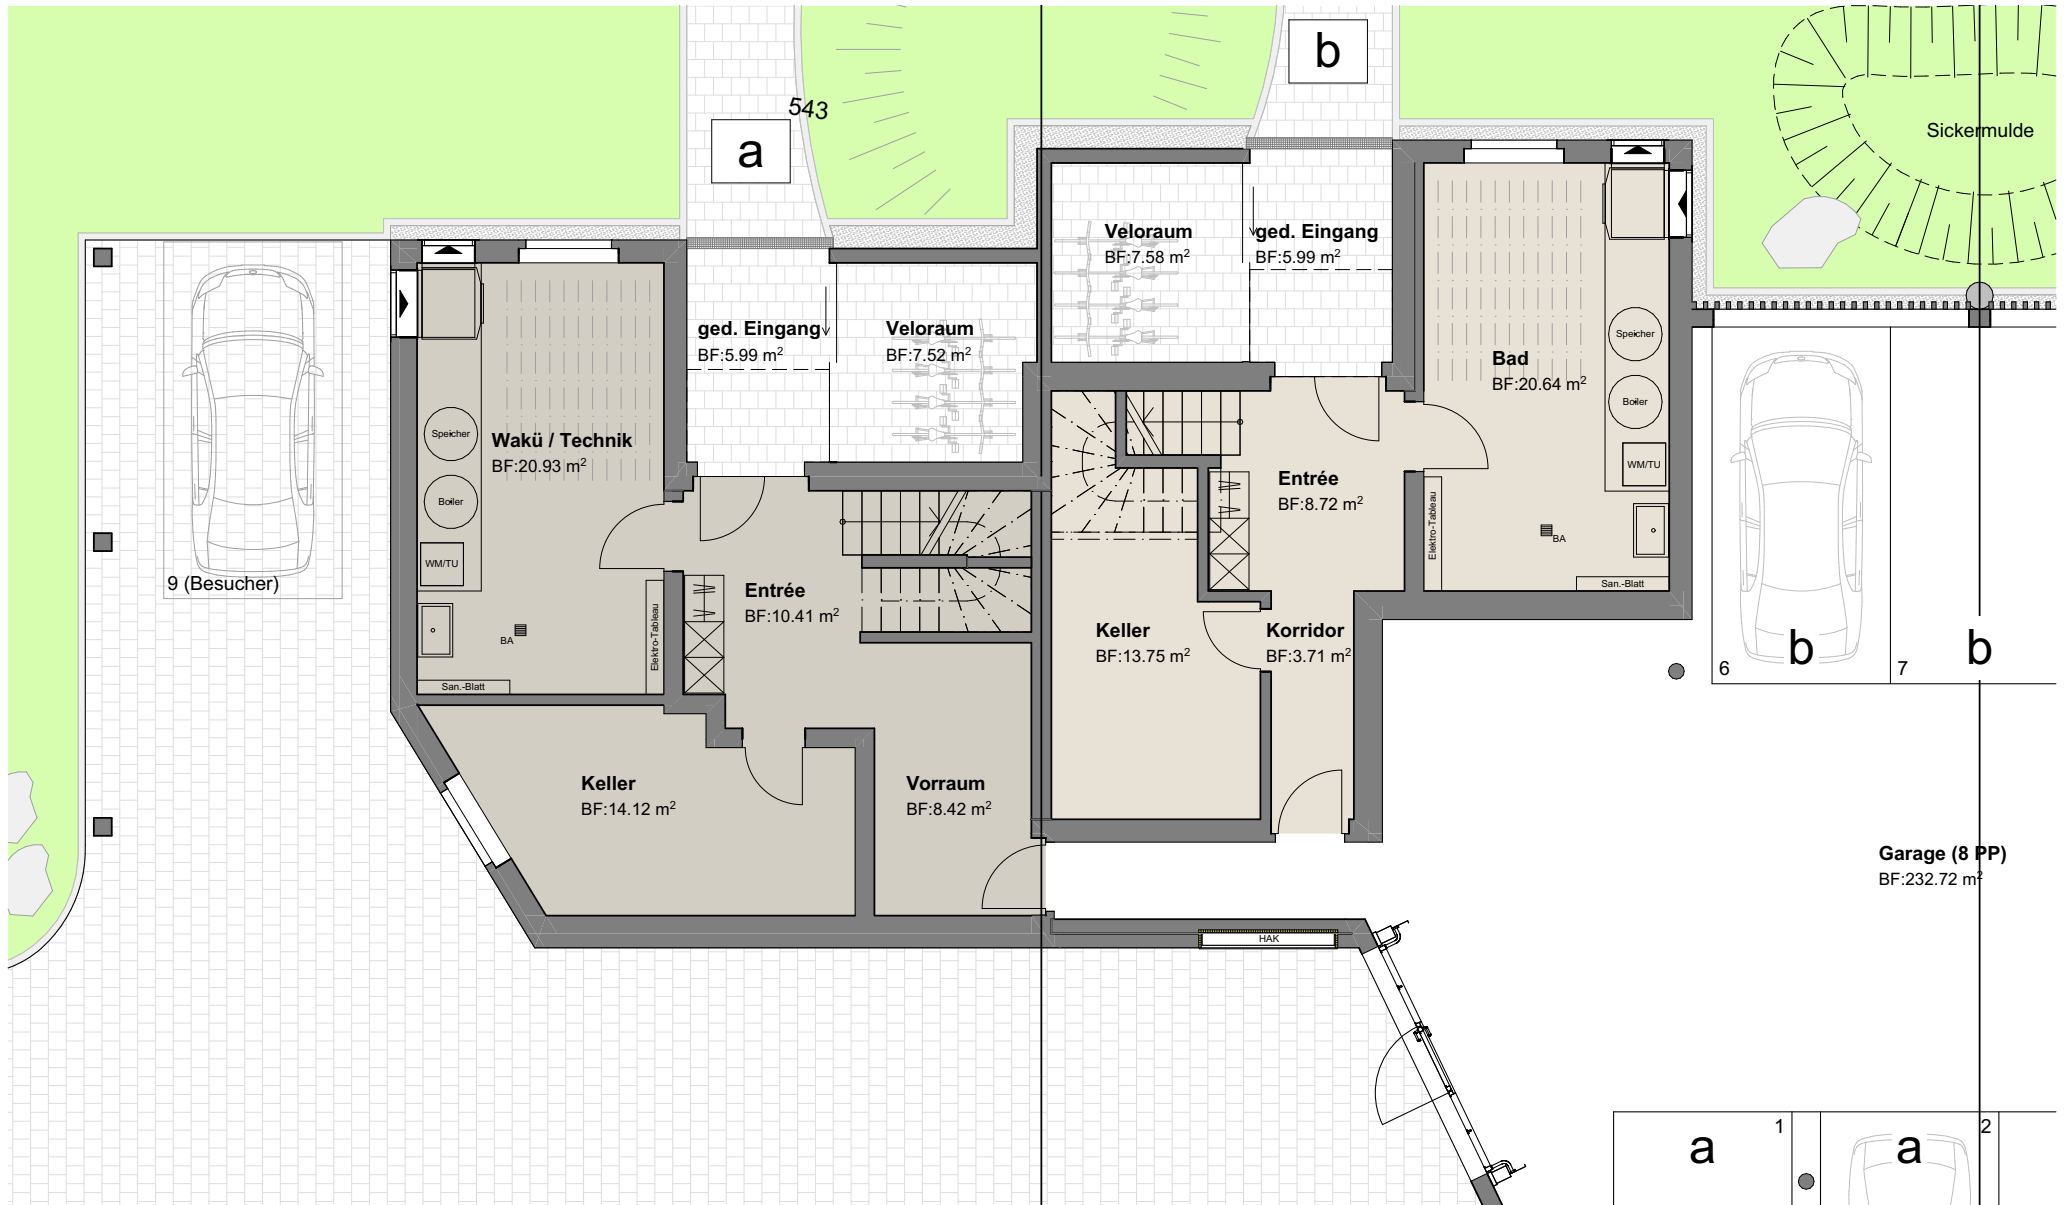 b
543
a
Sickermulde
Veloraum
BF:7.58 m²
ged. Eingang
BF:5.99 m²
ged. Eingang
BF:5.99 m²
Veloraum
BF:7.52 m²
Speicher
Bad
BF:20.64 m²
Boiler
Speicher
Wakü / Technik
BF:20.93 m²
WM/TU
Entrée
BF:8.72 m²
Boiler
Elektro-Tableau
BA
WM/TU
9 (Besucher)
San.-Blatt
Entrée
BF:10.41 m²
Elektro-Tableau
BA
Keller
BF:13.75 m²
Korridor
BF:3.71 m²
b
b
6
7
San.-Blatt
Keller
BF:14.12 m²
Vorraum
BF:8.42 m²
Garage (8 PP)
BF:232.72 m²
HAK
1
2
a
a